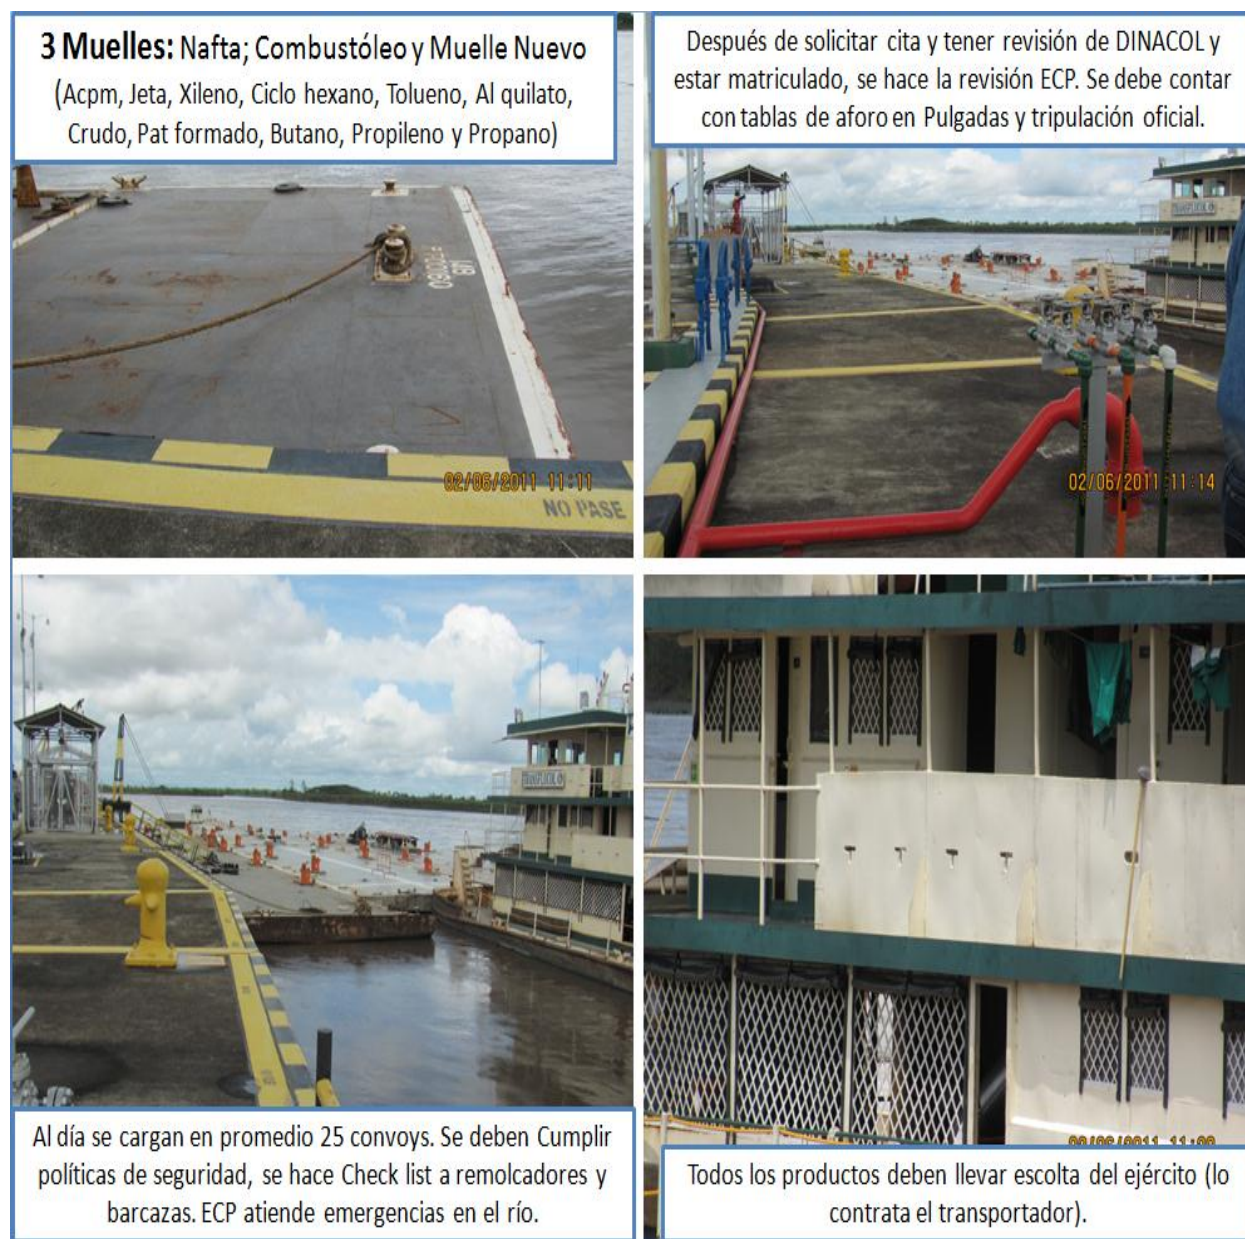 3 Muelles: Nafta; Combustóleo y Muelle Nuevo
(Acpm, Jeta, Xileno, Ciclo hexano, Tolueno, Al quilato,
Crudo, Pat formado, Butano, Propileno y Propano)
02/06/2011 11:11
NO PASE
Después de solicitar cita y tener revisión de DINACOL y
estar matriculado, se hace la revisión ECP. Se debe contar
con tablas de aforo en Pulgadas y tripulación oficial.
02/06/2011 11:14
Al día se cargan en promedio 25 convoys. Se deben Cumplir
políticas de seguridad, se hace Check list a remolcadores y
barcazas. ECP atiende emergencias en el río.
Todos los productos deben llevar escolta del ejército (lo
contrata el transportador).